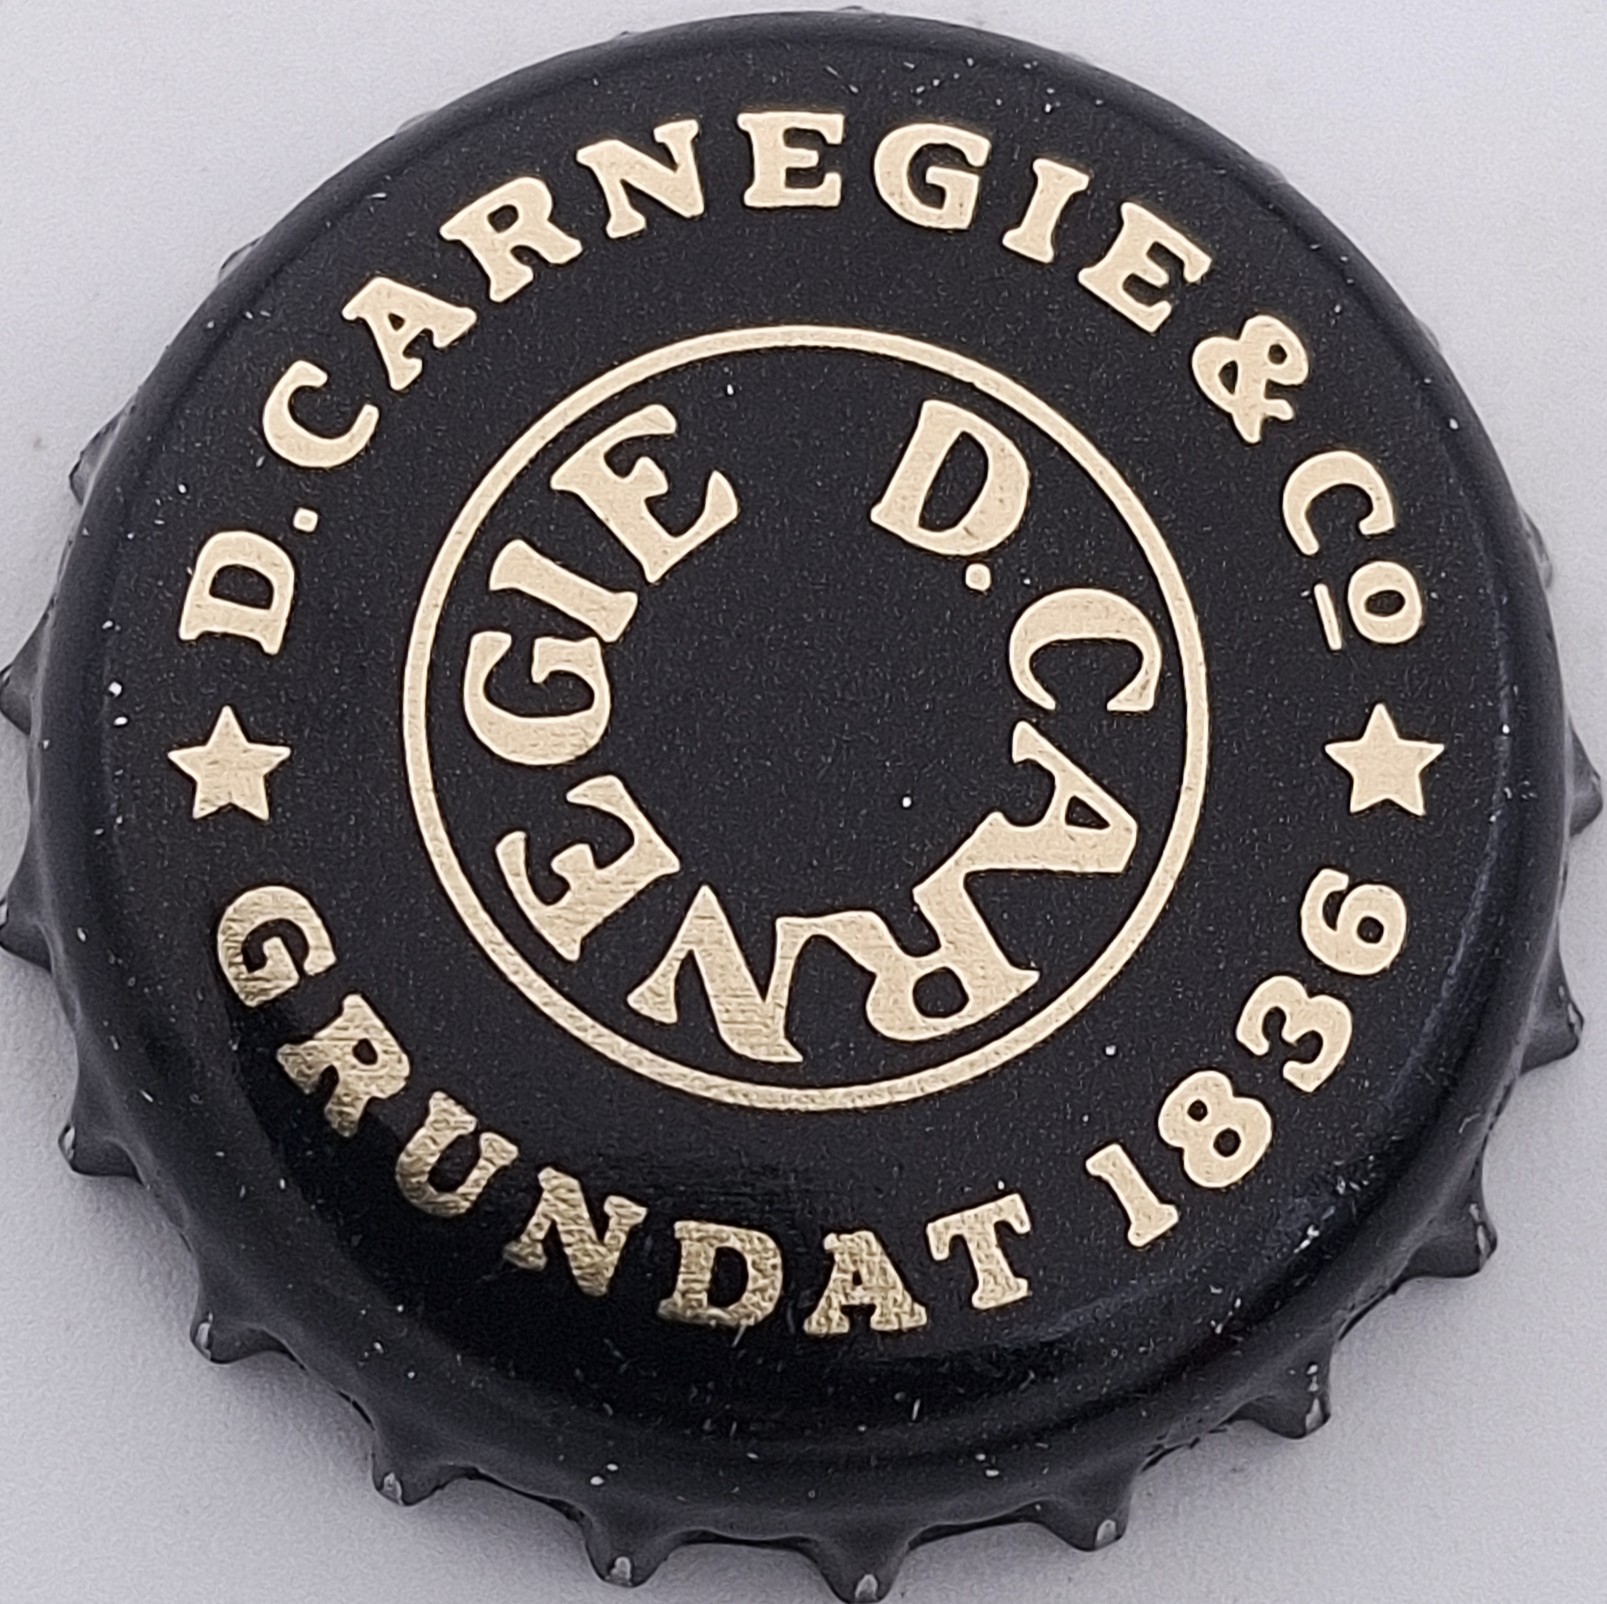 D. CARNEGIE & Co
GRUNDAT 1836
D. CARNEGIE